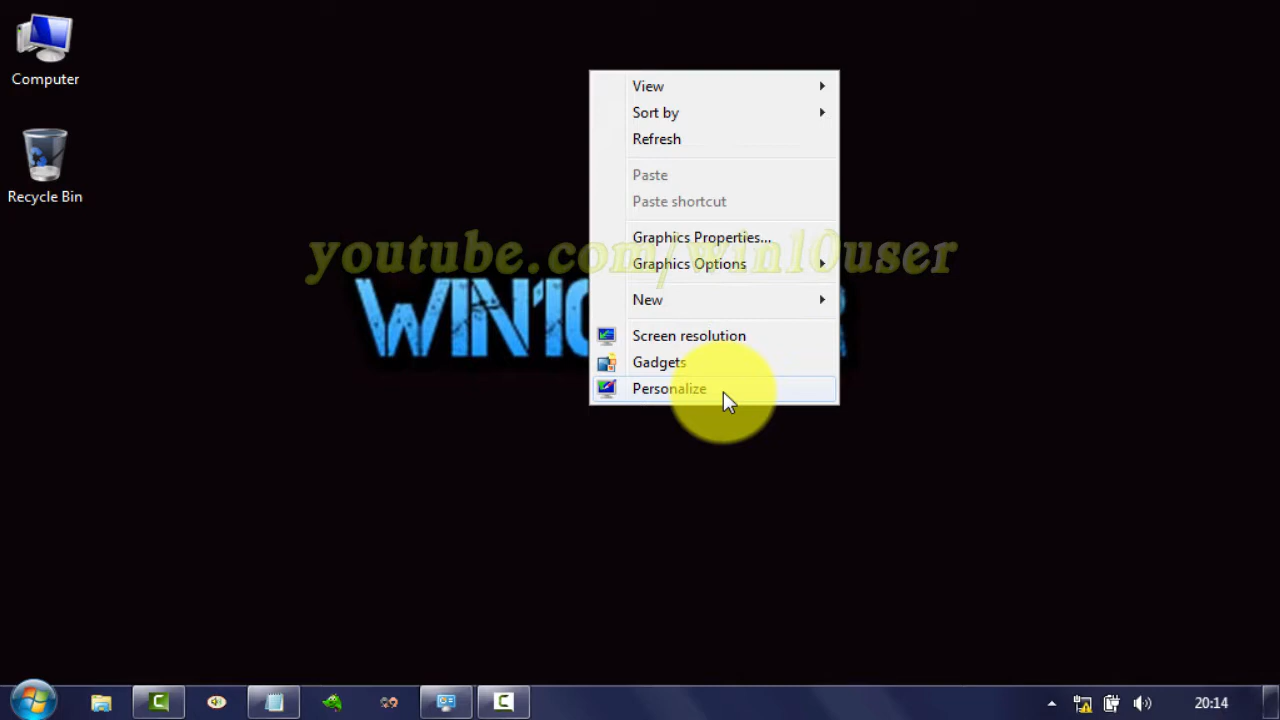 Computer
Recycle Bin
View
Sort by
Refresh
Paste
Paste shortcut
Graphics Properties...
youtube.com/win10user
Graphics Options
WIN10
New
Screen resolution
Gadgets
Personalize
20:14